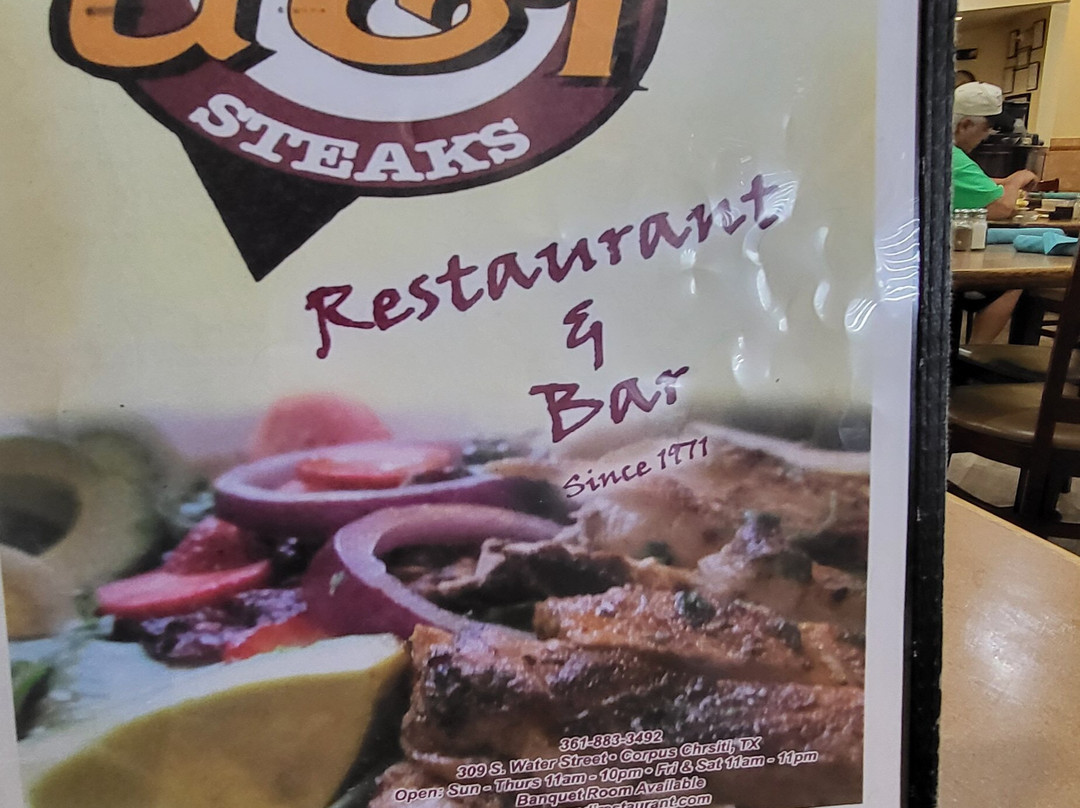 STEAKS
Restaurant
&
Bar
Since 1971
361-883-3492
309 S. Water Street • Corpus Chrsiti, TX
Open: Sun - Thurs 11am - 10pm • Fri & Sat 11am - 11pm
Banquet Room Available